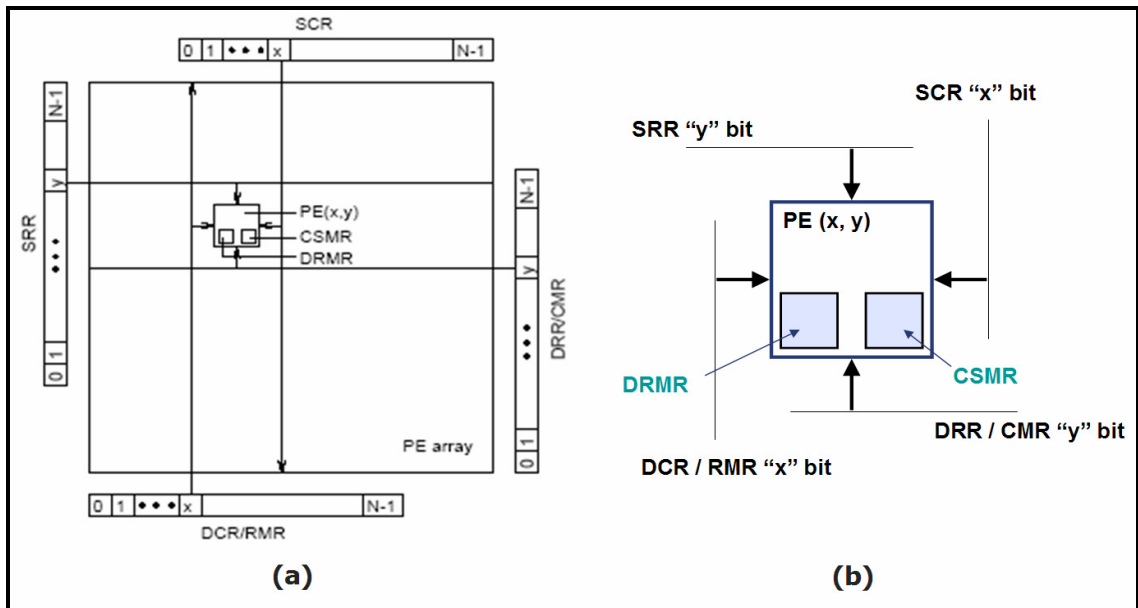 SCR
0 1 ••• x N-1
N-1
y
•••
1
0
SRR
PE(x,y)
CSMR
DRMR
N-1
y
•••
1
0
DRR/CMR
PE array
0 1 ••• x N-1
DCR/RMR
(a)
SCR “x” bit
SRR “y” bit
PE (x, y)
DRMR
CSMR
DRR / CMR “y” bit
DCR / RMR “x” bit
(b)